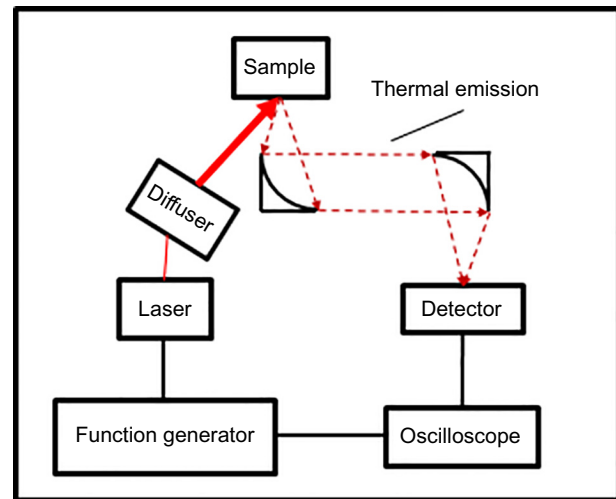 Sample
Thermal emission
Diffuser
Laser
Detector
Function generator
Oscilloscope